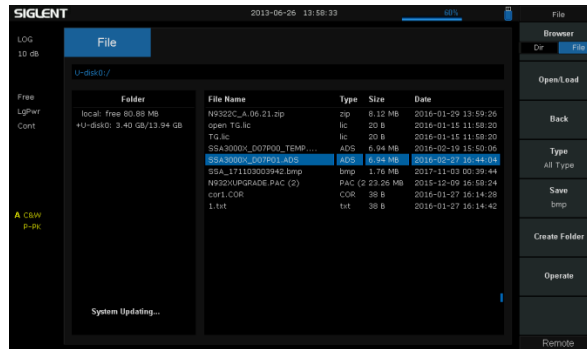 SIGLENT 2013-06-26 13:58:33 60% File
LOG
10 dB
Free
LgPwr
Cont
A C&W
P-PK
File
U-disk0:/
Folder
local: free 80.88 MB
+U-disk0: 3.40 GB/13.94 GB
System Updating...
File Name Type Size Date
N9322C_A.06.21.zip zip 8.12 MB 2016-01-29 13:59:26
open TG.lic lic 20 B 2016-01-15 11:58:20
TG.lic lic 20 B 2016-01-15 11:58:20
SSA3000X_D07P00_TEMP.... ADS 6.94 MB 2016-02-19 15:50:06
SSA3000X_D07P01.ADS ADS 6.94 MB 2016-02-27 16:44:04
SSA_171103003942.bmp bmp 1.76 MB 2017-11-03 00:39:44
N932XUPGRADE.PAC (2) PAC (2 23.26 MB 2015-12-09 16:58:24
cor1.COR COR 38 B 2016-01-27 16:14:28
1.txt txt 38 B 2016-01-27 16:14:42
Browser
Dir File
Open/Load
Back
Type
All Type
Save
bmp
Create Folder
Operate
Remote